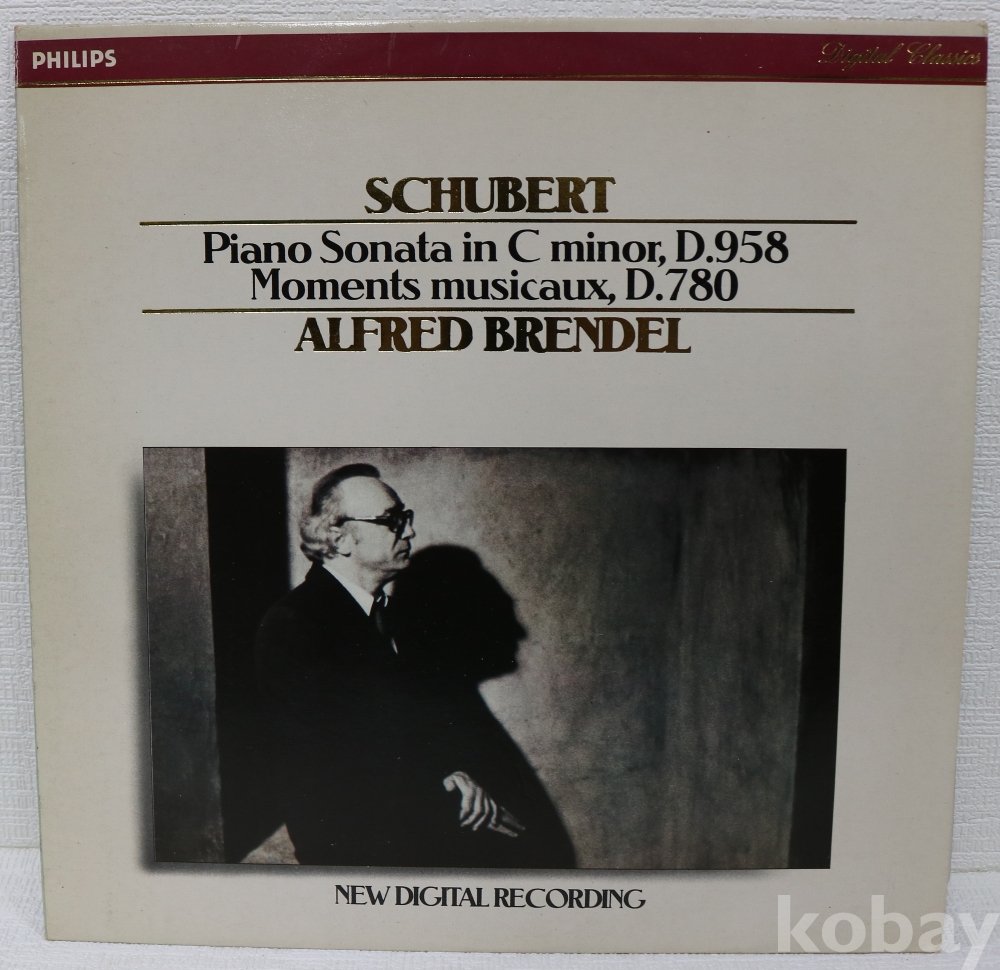 PHILIPS
Digital Classics
SCHUBERT
Piano Sonata in C minor, D.958
Moments musicaux, D.780
ALFRED BRENDEL
NEW DIGITAL RECORDING
kobay